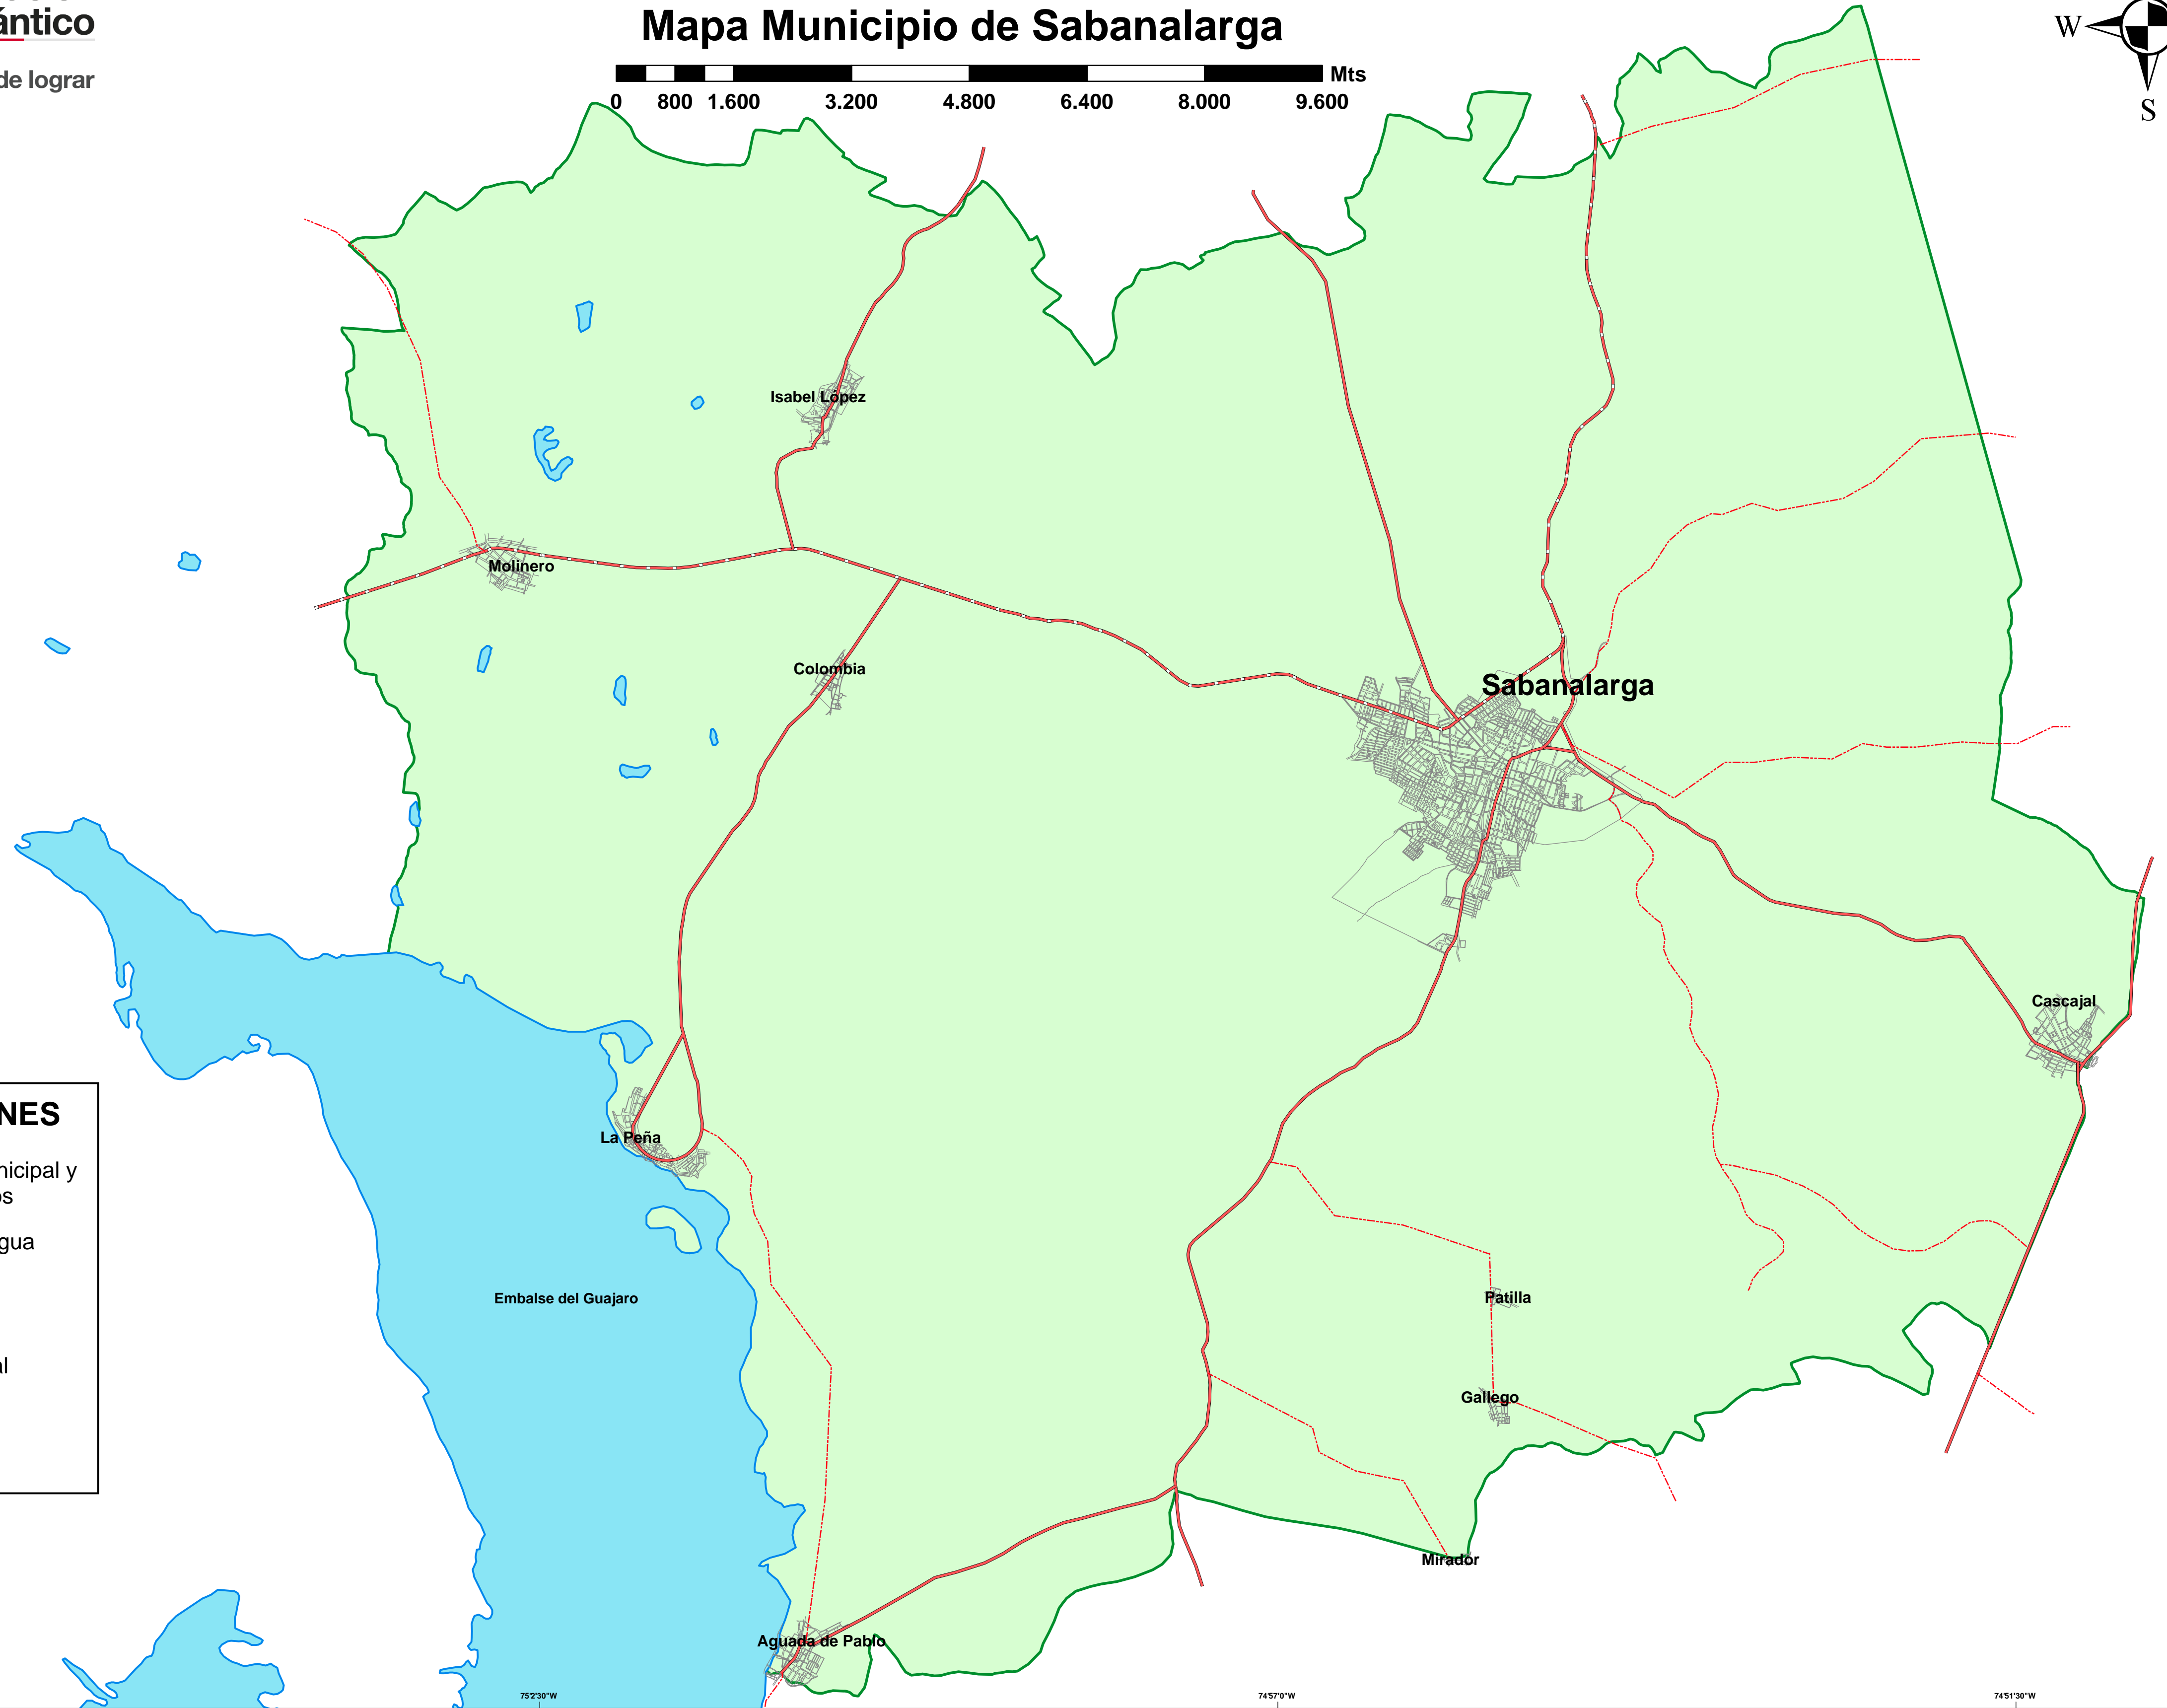 ántico
de lograr
Mapa Municipio de Sabanalarga
Mts
0 800 1.600 3.200 4.800 6.400 8.000 9.600
W
S
Isabel López
Molinero
Colombia
Sabanalarga
Cascajal
La Peña
NES
nicipal y
os
gua
al
Embalse del Guajaro
Patilla
Gallego
Mirador
Aguada de Pablo
75°2'30"W
74°57'0"W
74°51'30"W